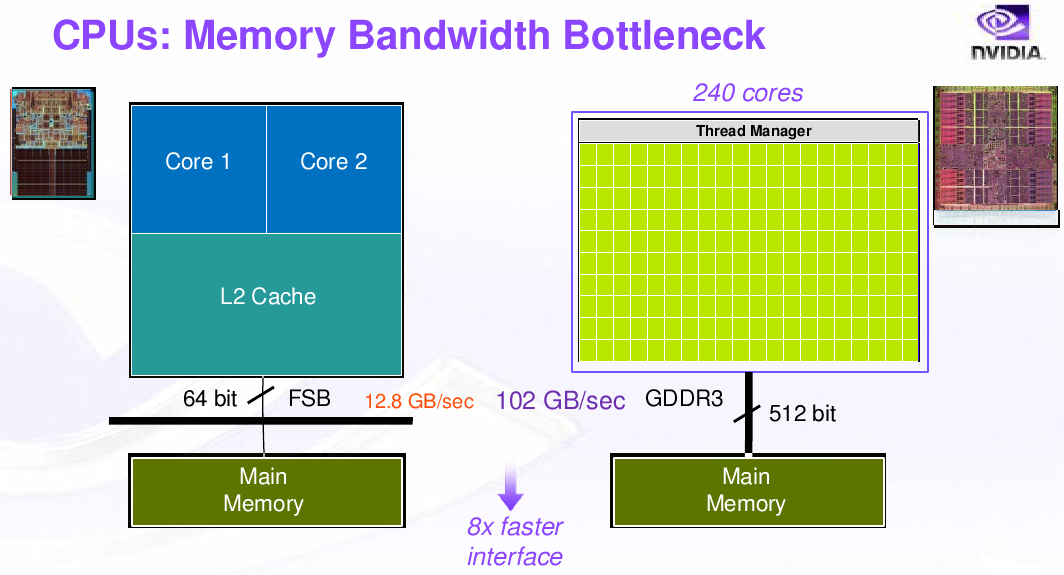 CPUs: Memory Bandwidth Bottleneck
NVIDIA
240 cores
Core 1
Core 2
L2 Cache
Thread Manager
64 bit
FSB
12.8 GB/sec
102 GB/sec
GDDR3
512 bit
Main
Memory
Main
Memory
8x faster
interface